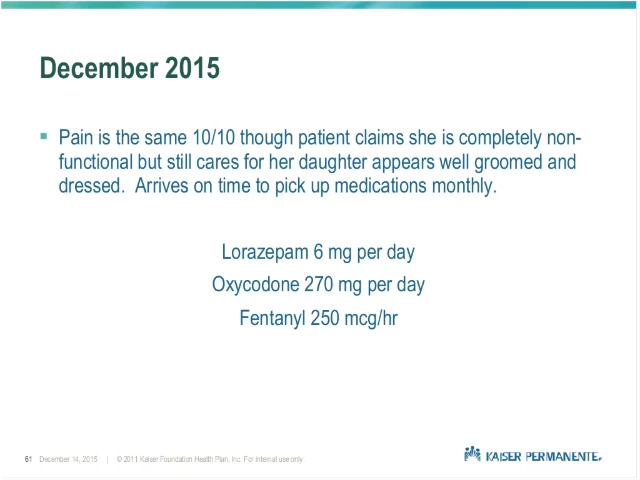 December 2015
Pain is the same 10/10 though patient claims she is completely non-
functional but still cares for her daughter appears well groomed and
dressed. Arrives on time to pick up medications monthly.
Lorazepam 6 mg per day
Oxycodone 270 mg per day
Fentanyl 250 mcg/hr
61 December 14, 2015 | © 2011 Kaiser Foundation Health Plan, Inc. For internal use only
KAISER PERMANENTE.